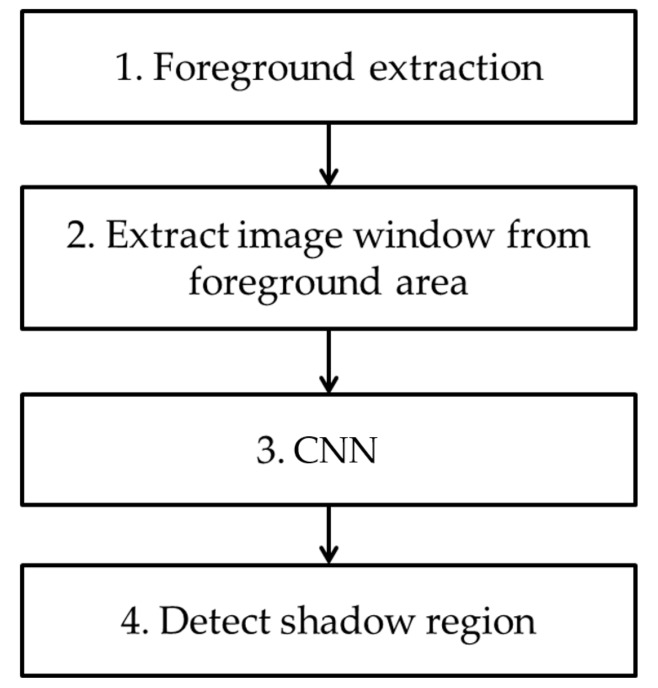 1. Foreground extraction
2. Extract image window from
foreground area
3. CNN
4. Detect shadow region